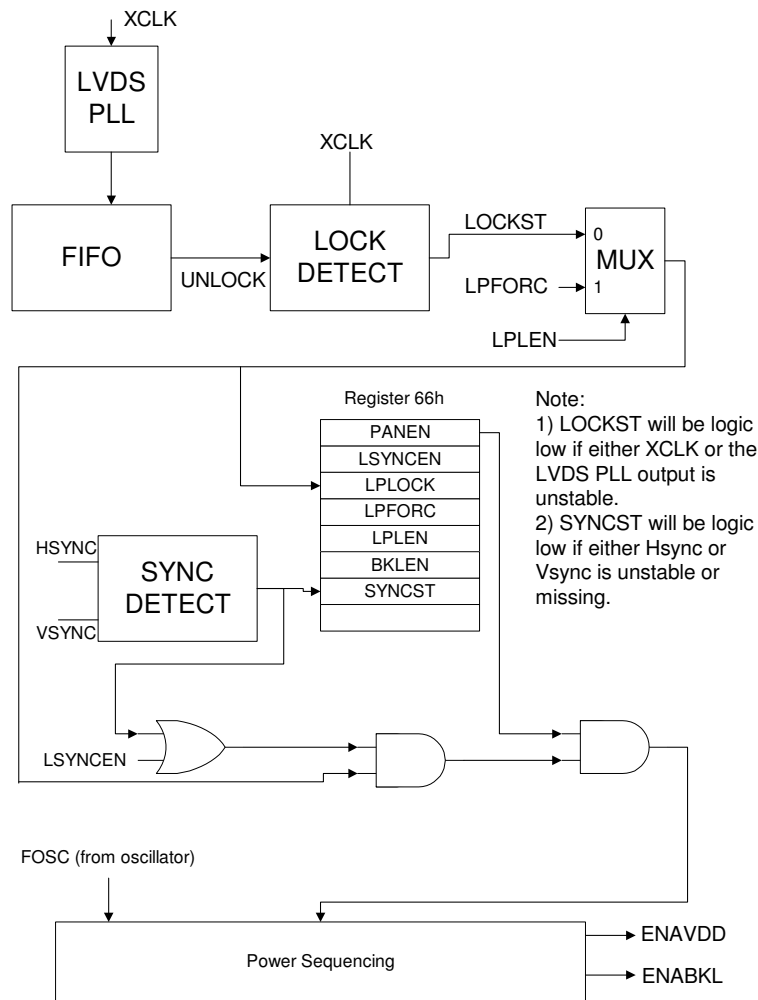 XCLK
LVDS
PLL
XCLK
FIFO
UNLOCK
LOCK
DETECT
LOCKST
0
MUX
LPFORC
1
LPLEN
Register 66h
PANEN
LSYNCEN
LPLOCK
LPFORC
LPLEN
BKLEN
SYNCST
Note:
1) LOCKST will be logic
low if either XCLK or the
LVDS PLL output is
unstable.
2) SYNCST will be logic
low if either Hsync or
Vsync is unstable or
missing.
HSYNC
SYNC
DETECT
VSYNC
LSYNCEN
FOSC (from oscillator)
Power Sequencing
ENAVDD
ENABKL